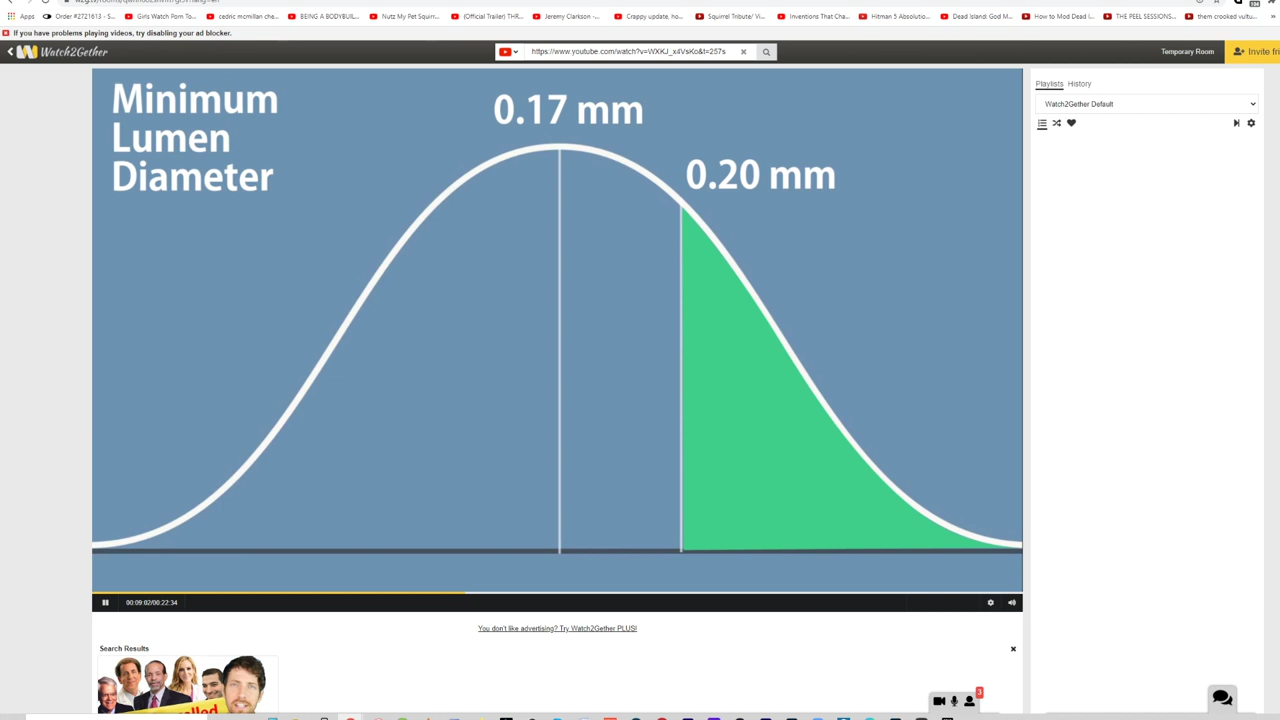 Apps
Order #2721613 - S...
Girls Watch Porn To...
cedric mcmillan che...
BEING A BODYBUIL...
Nutz My Pet Squirr...
(Official Trailer) THR...
Jeremy Clarkson -...
Crappy update, ho...
Squirrel Tribute/ Vi...
Inventions That Cha...
Hitman 5 Absolutio...
Dead Island: God M...
How to Mod Dead I...
THE PEEL SESSIONS...
them crooked vultu...
If you have problems playing videos, try disabling your ad blocker.
Watch2Gether
https://www.youtube.com/watch?v=WXKJ_x4VsKo&t=257s
Temporary Room
Invite fri
Minimum
Lumen
Diameter
0.17 mm
0.20 mm
Playlists History
Watch2Gether Default
00:09:02/00:22:34
You don't like advertising? Try Watch2Gether PLUS!
Search Results
3